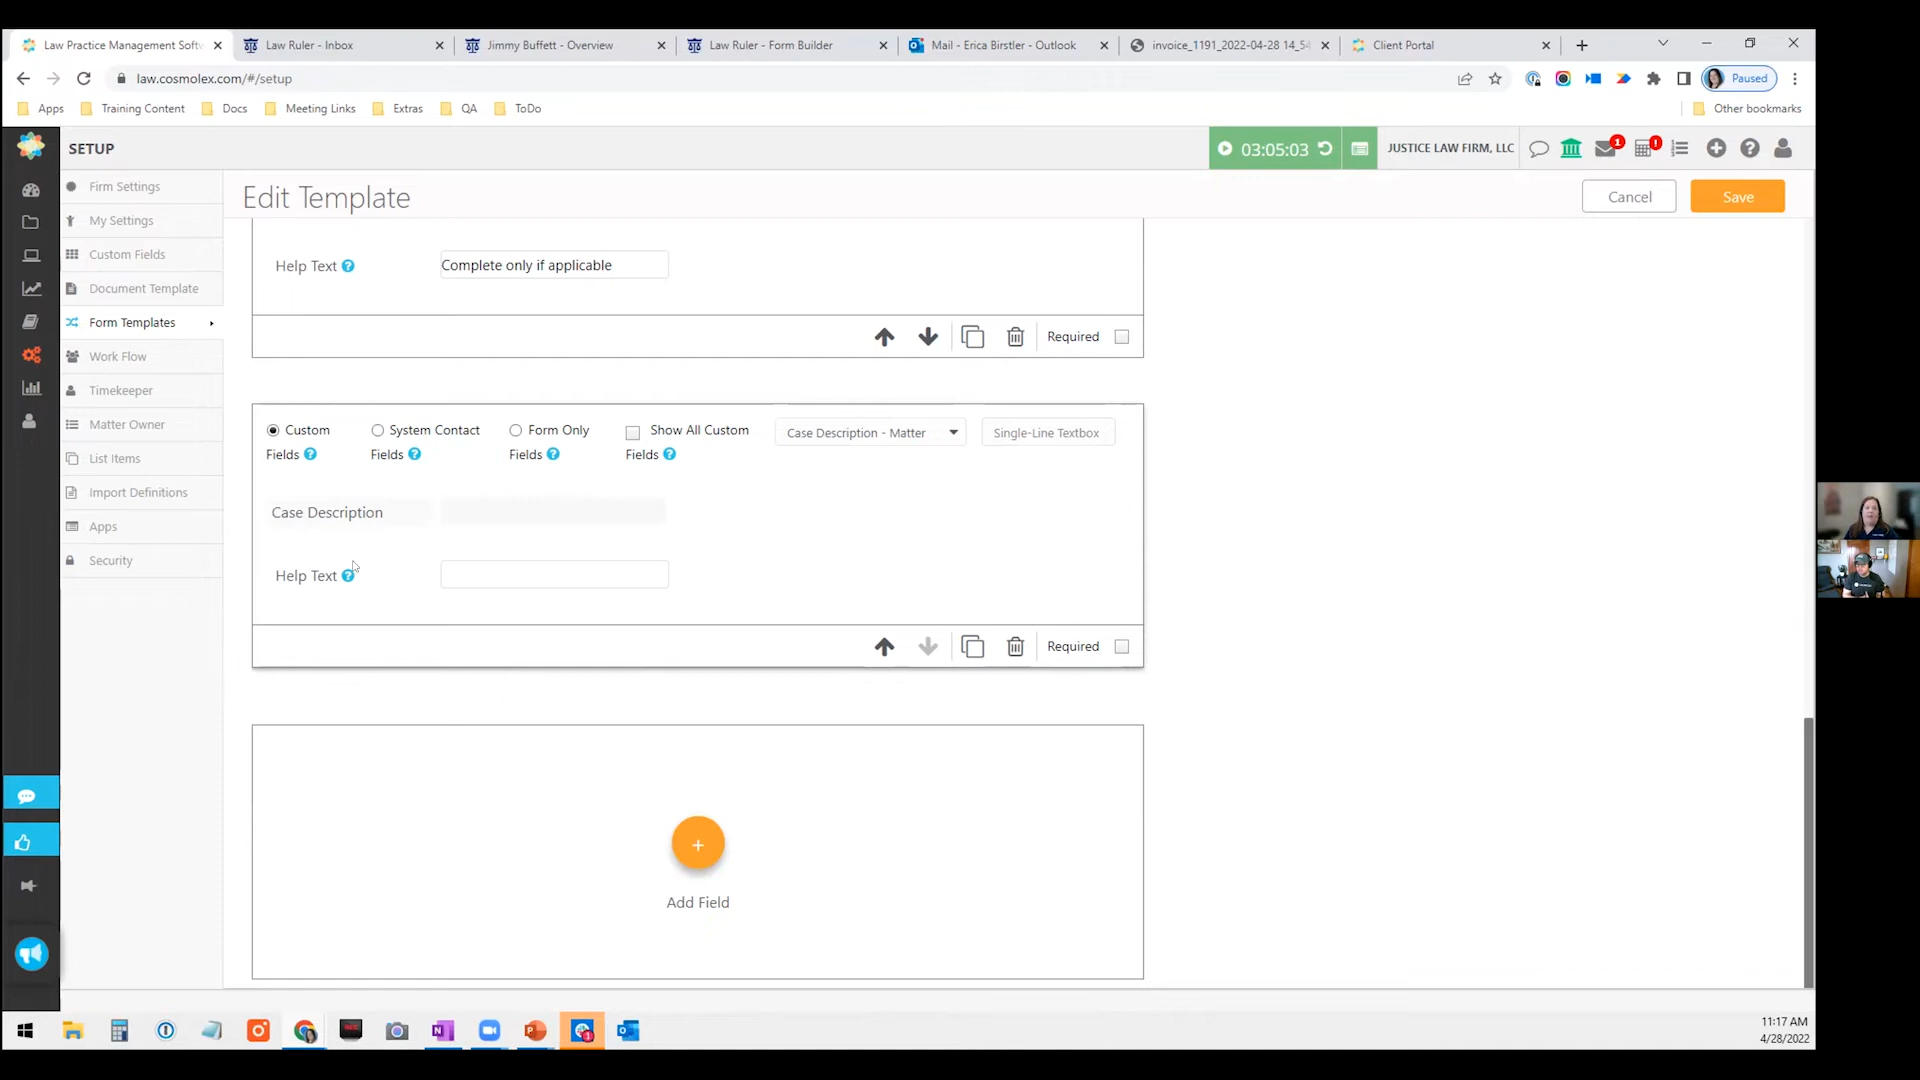 Law Practice Management Softw
Law Ruler - Inbox
Jimmy Buffett - Overview
Law Ruler - Form Builder
Mail - Erica Birstler - Outlook
invoice_1191_2022-04-28 14_54
Client Portal
law.cosmolex.com/#/setup
Paused
Apps
Training Content
Docs
Meeting Links
Extras
QA
ToDo
Other bookmarks
SETUP
03:05:03
JUSTICE LAW FIRM, LLC
1
!
Firm Settings
My Settings
Custom Fields
Document Template
Form Templates
Work Flow
Timekeeper
Matter Owner
List Items
Import Definitions
Apps
Security
Edit Template
Cancel
Save
Help Text ?
Complete only if applicable
Required
Custom Fields ?
System Contact Fields ?
Form Only Fields ?
Show All Custom Fields ?
Case Description - Matter
Single-Line Textbox
Case Description
Help Text ?
Required
+
Add Field
11:17 AM
4/28/2022